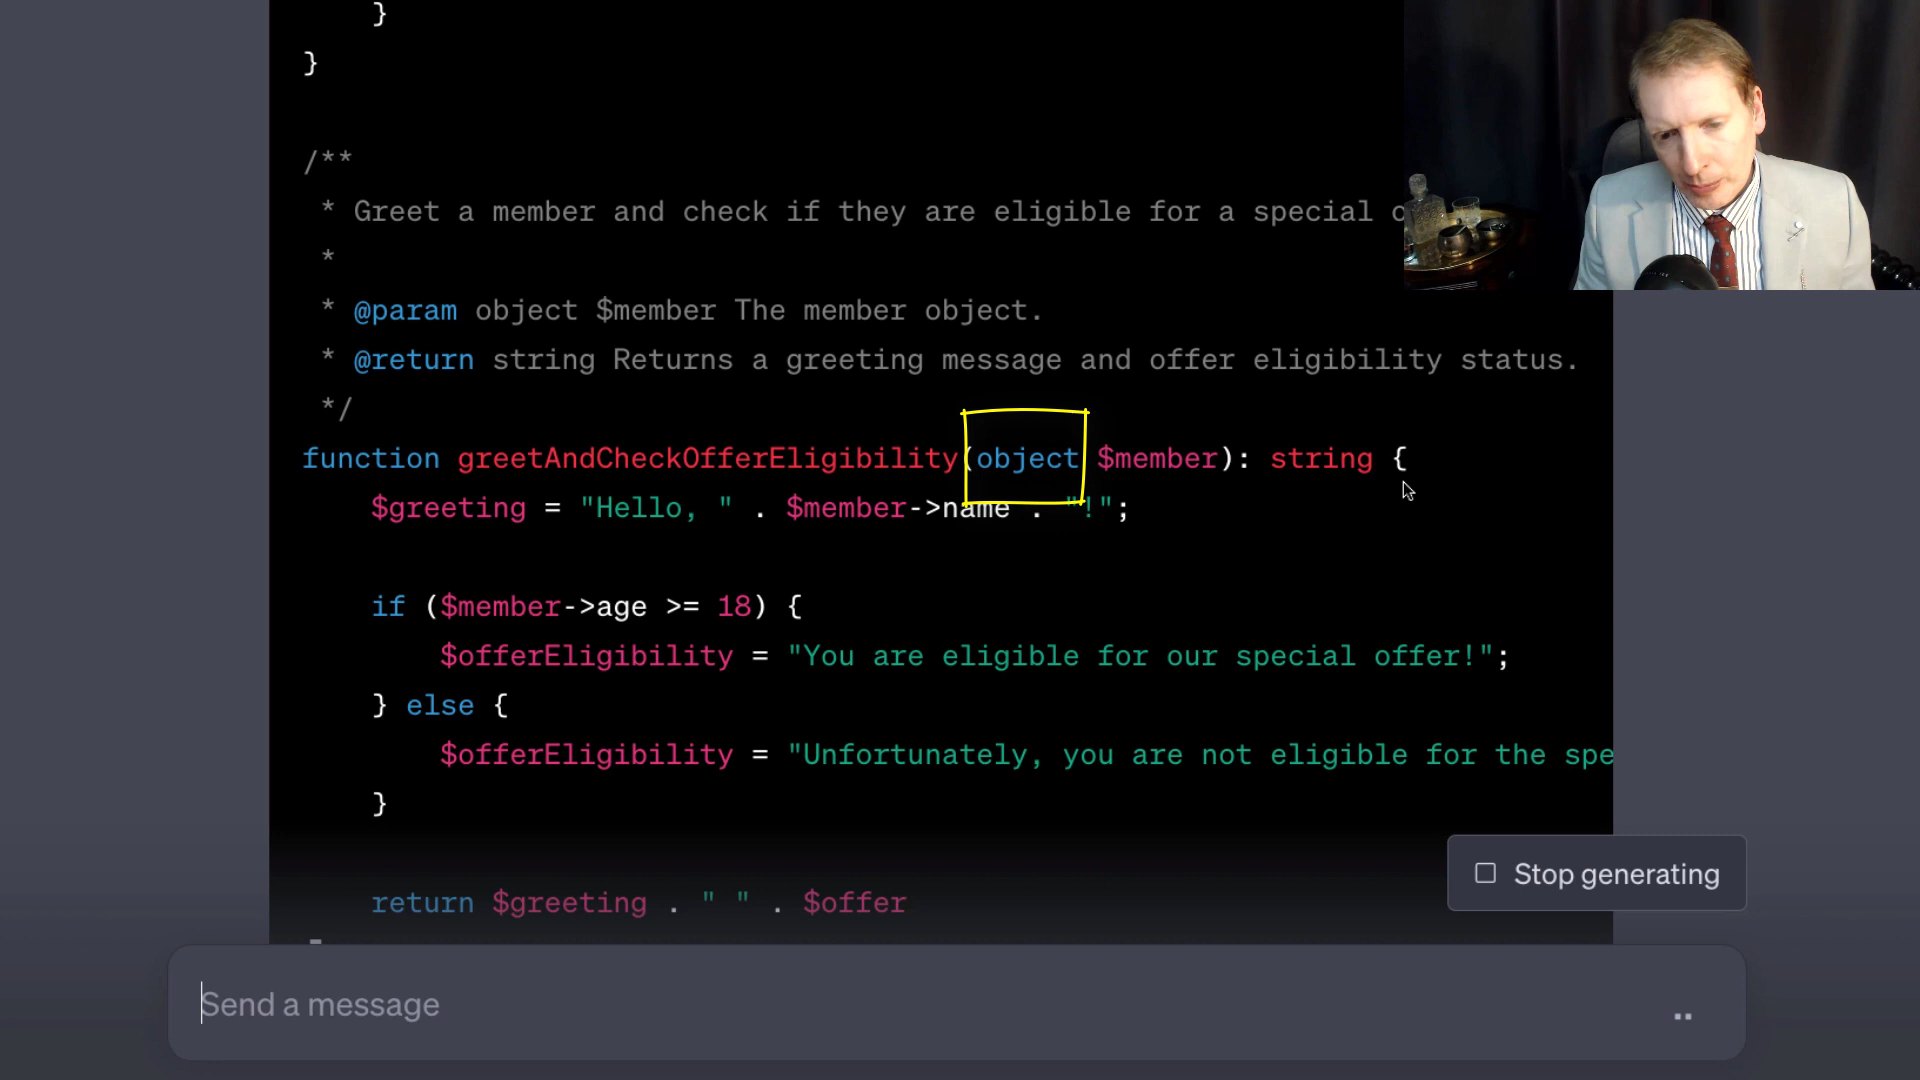 }
}
/**
 * Greet a member and check if they are eligible for a special
 *
 * @param object $member The member object.
 * @return string Returns a greeting message and offer eligibility status.
 */
function greetAndCheckOfferEligibility(object $member): string {
    $greeting = "Hello, " . $member->name . "!";
    if ($member->age >= 18) {
        $offerEligibility = "You are eligible for our special offer!";
    } else {
        $offerEligibility = "Unfortunately, you are not eligible for the spe
    }
    return $greeting . " " . $offer
Stop generating
Send a message